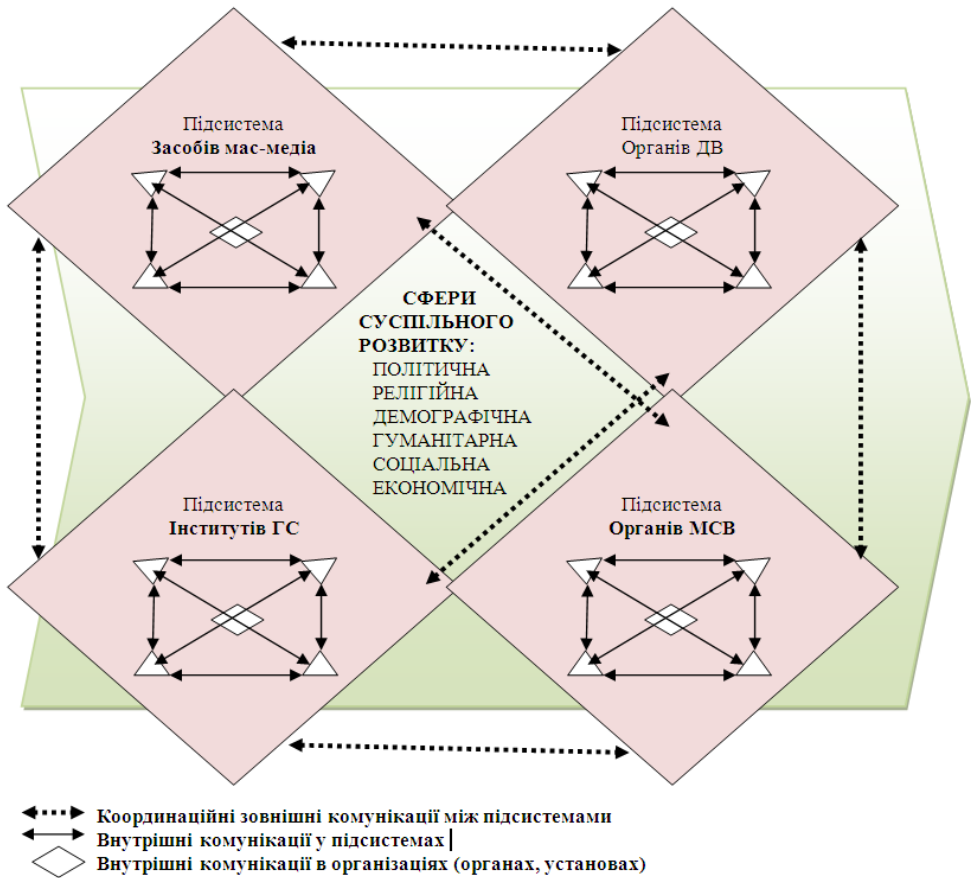 Підсистема
Засобів мас-медіа
Підсистема
Органів ДВ
СФЕРИ
СУСПІЛЬНОГО
РОЗВИТКУ:
ПОЛІТИЧНА
РЕЛІГІЙНА
ДЕМОГРАФІЧНА
ГУМАНІТАРНА
СОЦІАЛЬНА
ЕКОНОМІЧНА
Підсистема
Інститутів ГС
Підсистема
Органів МСВ
Координаційні зовнішні комунікації між підсистемами
Внутрішні комунікації у підсистемах
Внутрішні комунікації в організаціях (органах, установах)